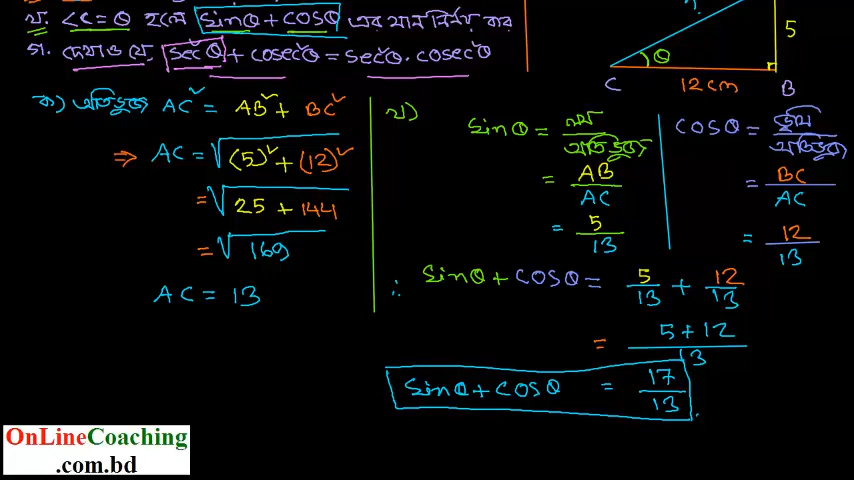 খ. ∠C = θ হলে sinθ + cosθ এর মান নির্ণয় কর
গ. দেখাও যে, sec²θ + cosec²θ = sec²θ · cosec²θ
5
θ
C 12cm B
ক) অতিভুজ AC² = AB² + BC²
⇒ AC = √(5)² + (12)²
= √25 + 144
= √169
AC = 13
খ)
sinθ = লম্ব/অতিভুজ
= AB/AC
= 5/13
cosθ = ভূমি/অতিভুজ
= BC/AC
= 12/13
∴ sinθ + cosθ = 5/13 + 12/13
= 5 + 12/13
sinθ + cosθ = 17/13
OnLineCoaching
.com.bd